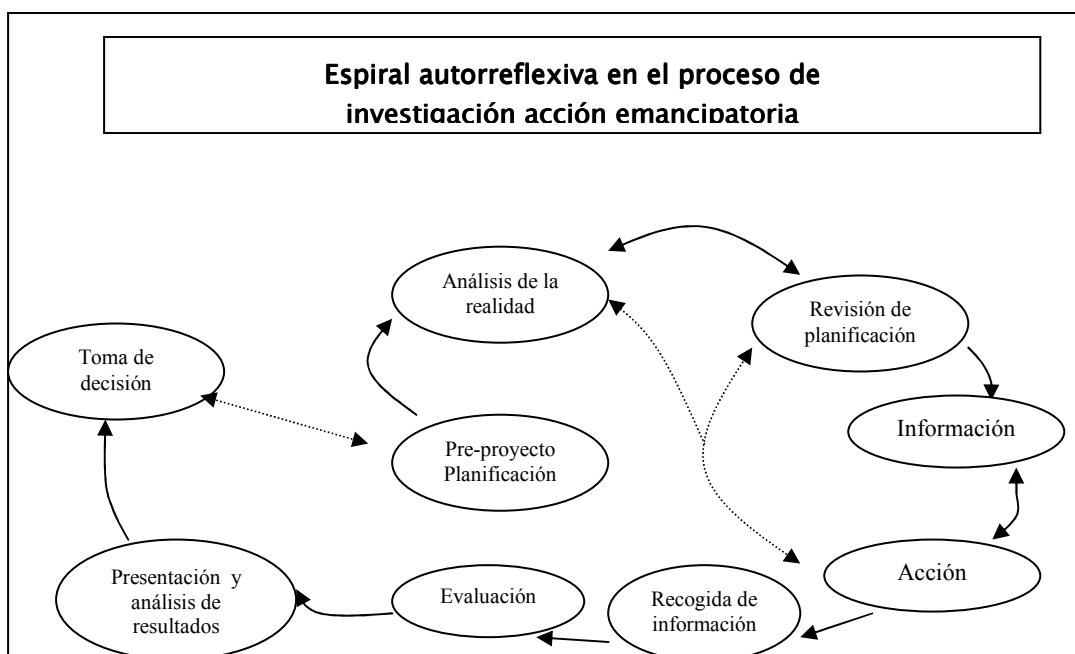 Espiral autorreflexiva en el proceso de
investigación acción emancipatoria
Análisis de la
realidad
Revisión de
planificación
Toma de
decisión
Información
Pre-proyecto
Planificación
Acción
Presentación y
análisis de
resultados
Evaluación
Recogida de
información